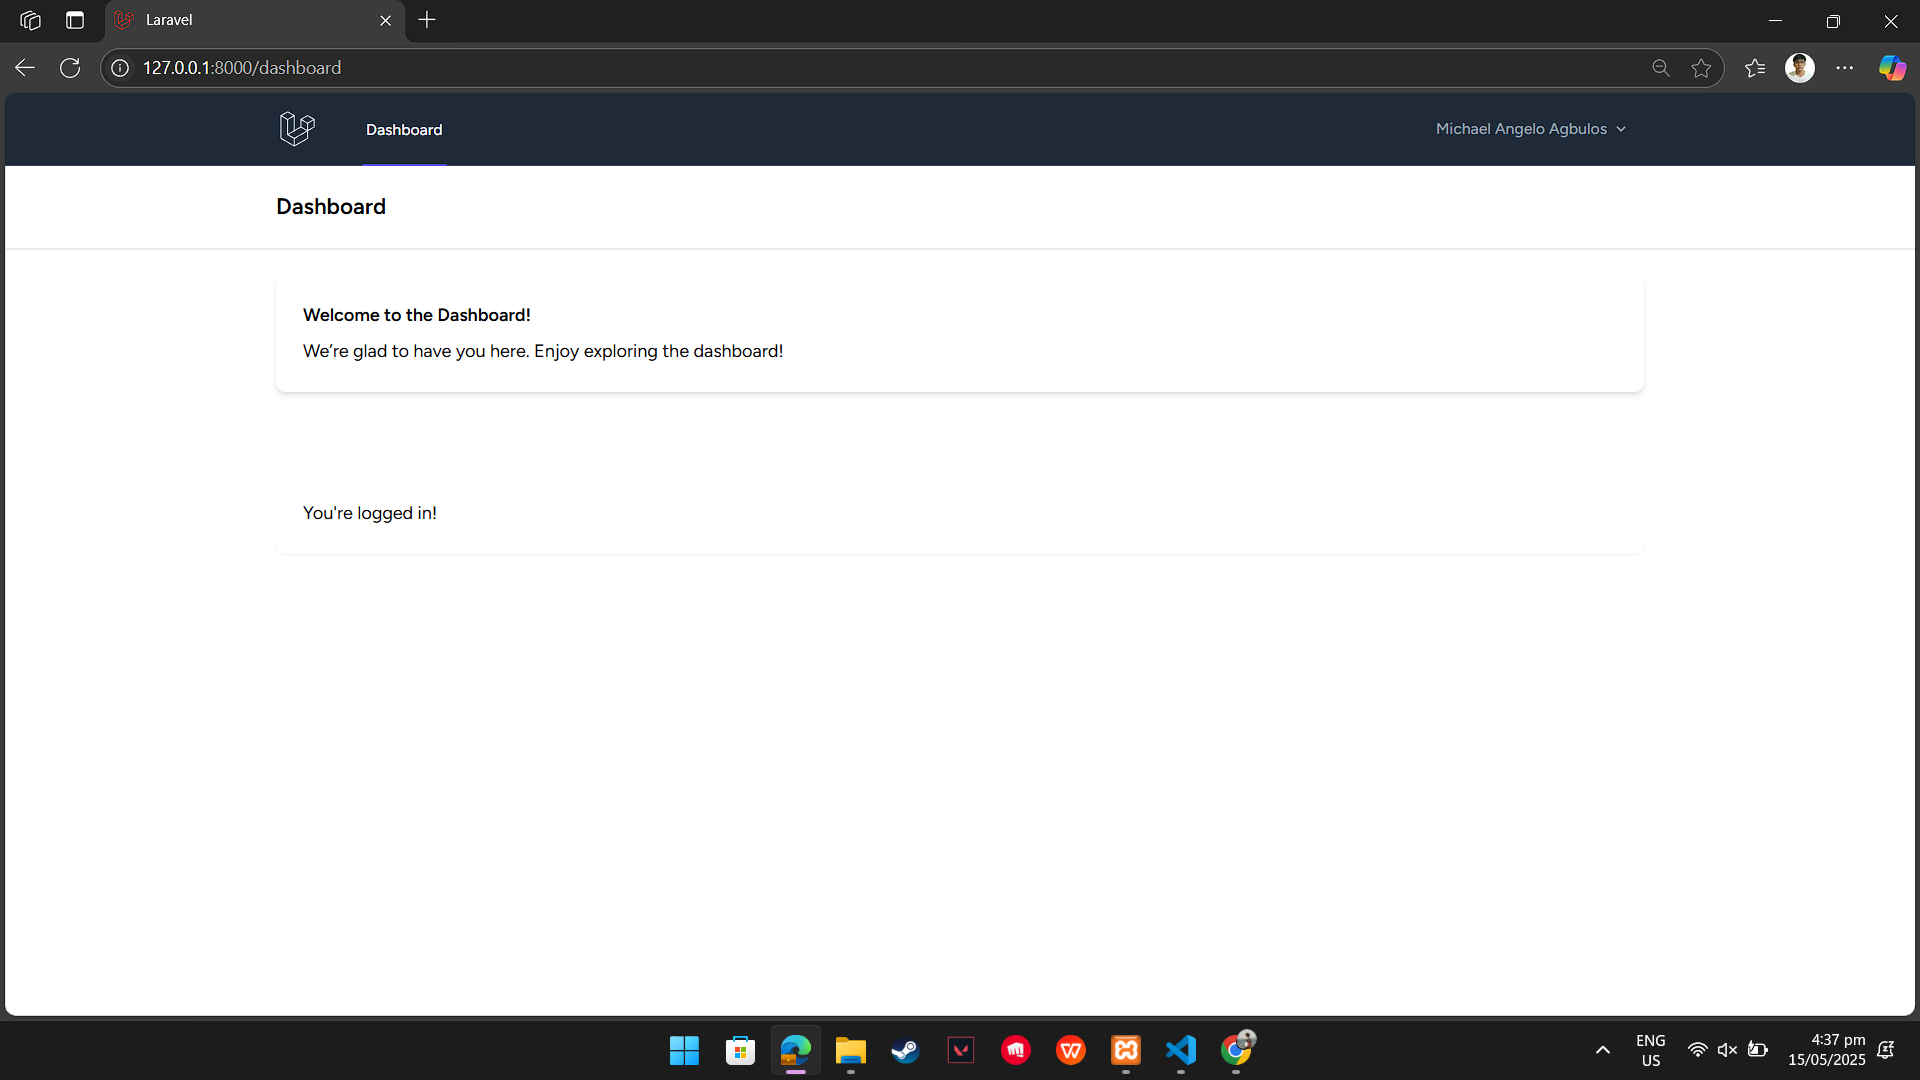 Laravel
127.0.0.1:8000/dashboard
Dashboard
Michael Angelo Agbulos
Dashboard
Welcome to the Dashboard!
We’re glad to have you here. Enjoy exploring the dashboard!
You're logged in!
ENG
US
4:37 pm
15/05/2025